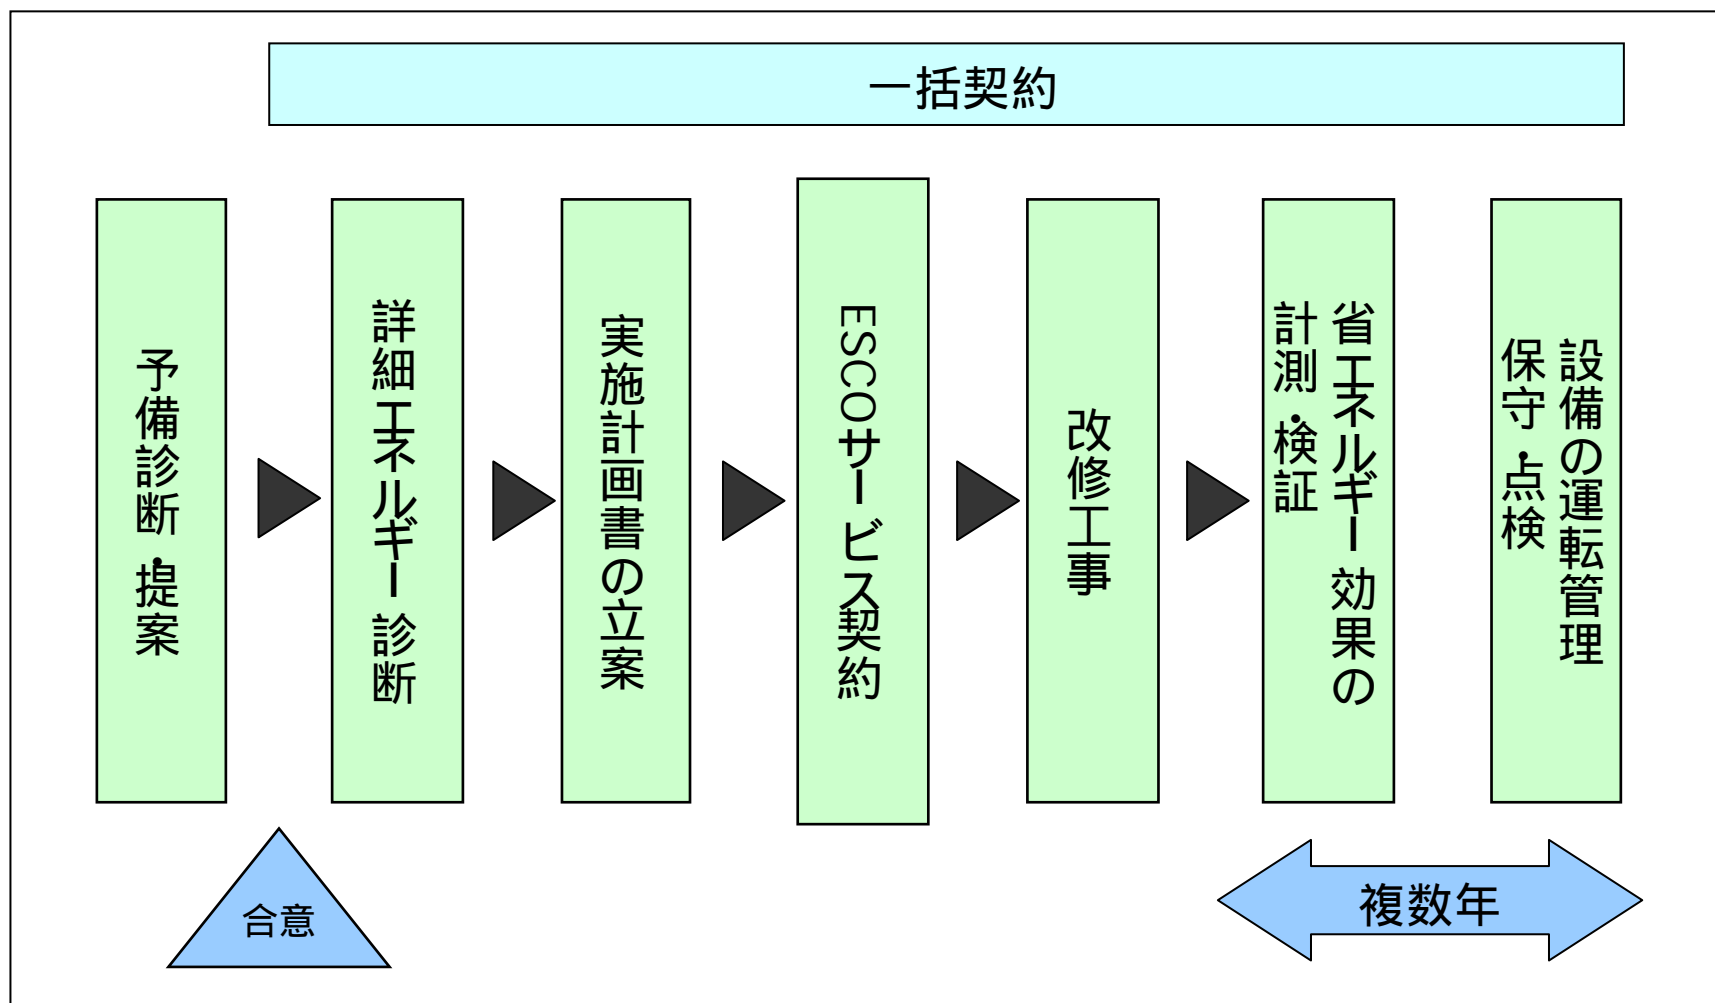 一括契約
予備診断・提案
詳細エネルギー診断
実施計画書の立案
ESCOサービス契約
改修工事
省エネルギー効果の
計測・検証
設備の運転管理
保守・点検
合意
複数年